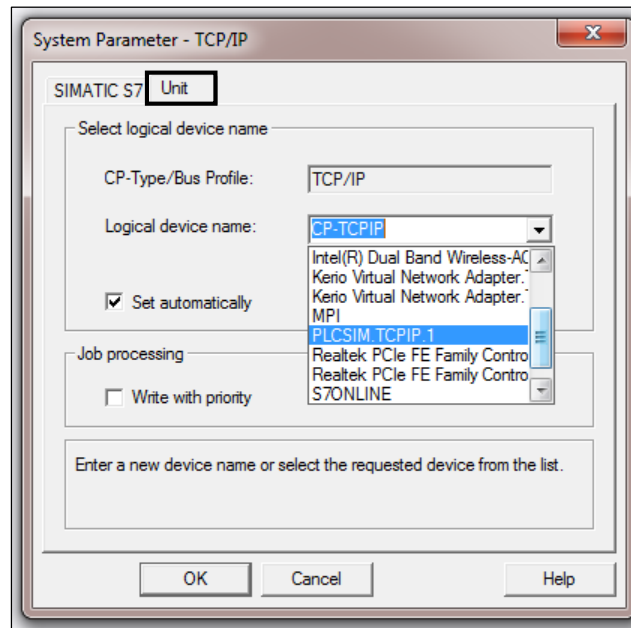 System Parameter - TCP/IP
SIMATIC S7 Unit
Select logical device name
CP-Type/Bus Profile: TCP/IP
Logical device name: CP-TCPIP
Intel(R) Dual Band Wireless-AC
Kerio Virtual Network Adapter.
Kerio Virtual Network Adapter.
Set automatically
MPI
PLCSIM.TCPIP.1
Job processing
Realtek PCIe FE Family Contro
Realtek PCIe FE Family Contro
Write with priority
S7ONLINE
Enter a new device name or select the requested device from the list.
OK Cancel Help